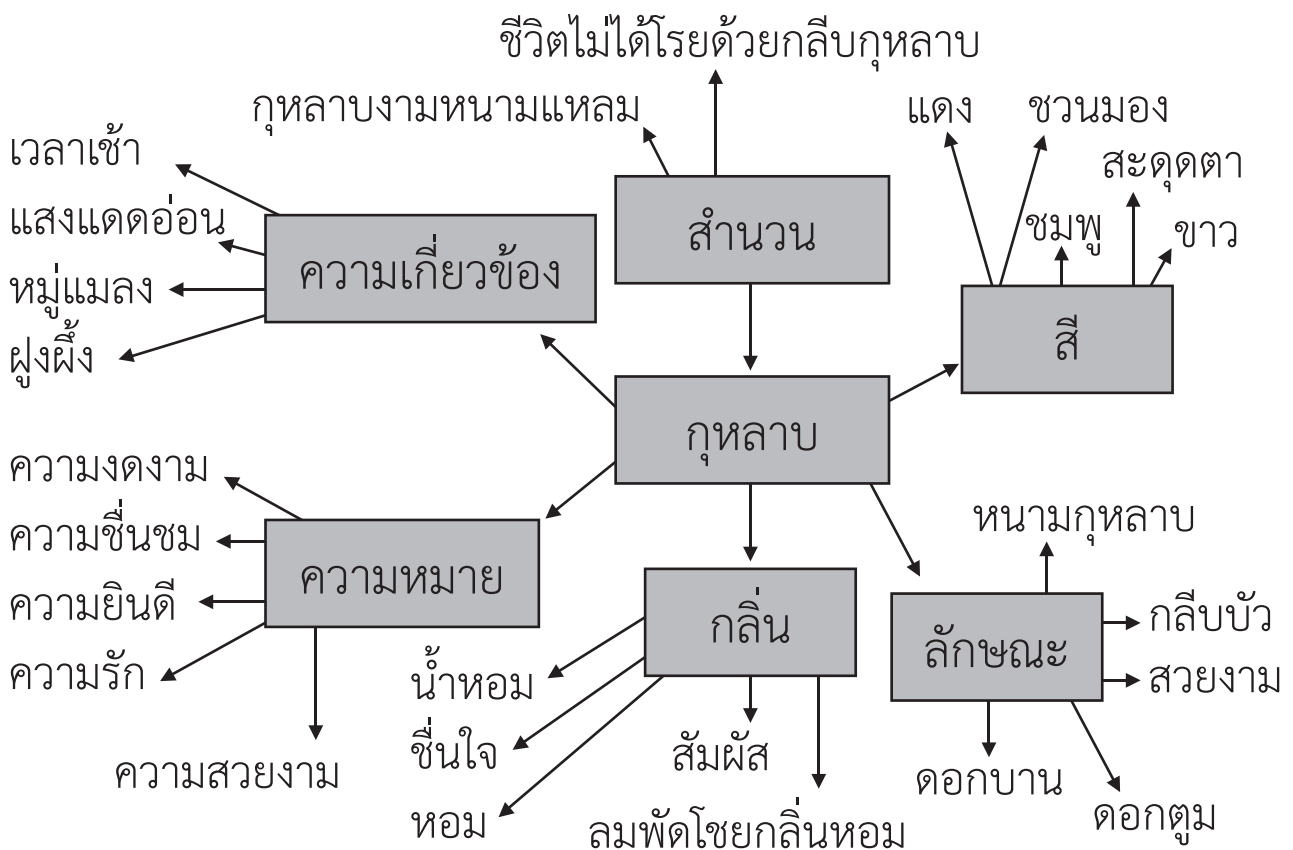 ชีวิตไม่ได้โรยด้วยกลีบกุหลาบ
กุหลาบงามหนามแหลม
สำนวน
แดง
ชวนมอง
สะดุดตา
ชมพู
ขาว
สี
เวลาเช้า
แสงแดดอ่อน
หมู่แมลง
ฝูงผึ้ง
ความเกี่ยวข้อง
กุหลาบ
ความงดงาม
ความชื่นชม
ความยินดี
ความรัก
ความสวยงาม
ความหมาย
กลิ่น
น้ำหอม
ชื่นใจ
หอม
สัมผัส
ลมพัดโชยกลิ่นหอม
หนามกุหลาบ
ลักษณะ
กลีบบัว
สวยงาม
ดอกบาน
ดอกตูม